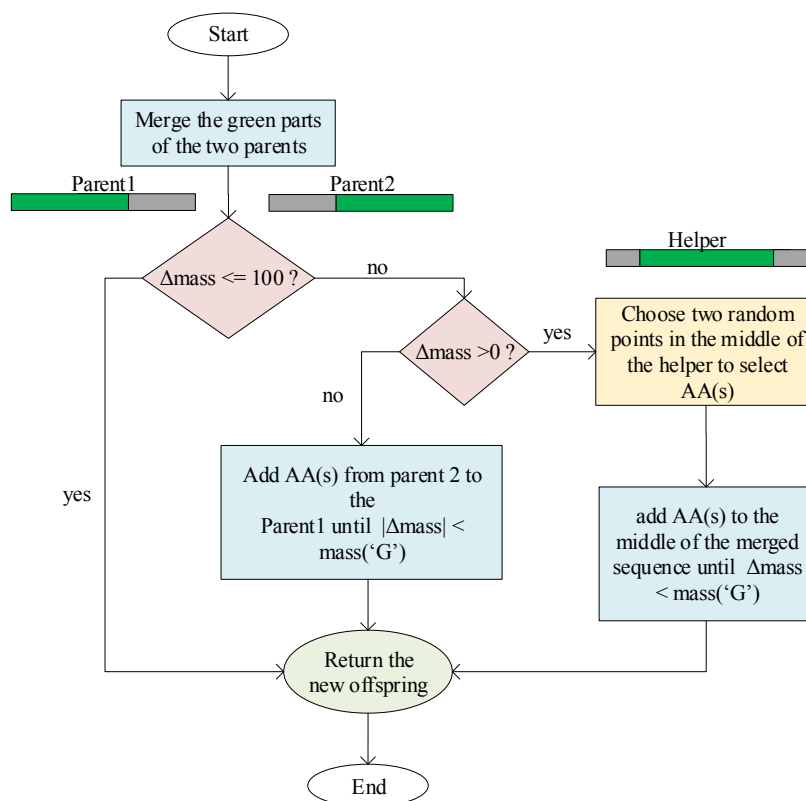 Start
Merge the green parts
of the two parents
Parent1
Parent2
Δmass <= 100 ?
no
Helper
Δmass >0 ?
yes
Choose two random
points in the middle of
the helper to select
AA(s)
no
yes
Add AA(s) from parent 2 to
the
Parent1 until |Δmass| <
mass(‘G’)
add AA(s) to the
middle of the merged
sequence until Δmass
< mass(‘G’)
Return the
new offspring
End